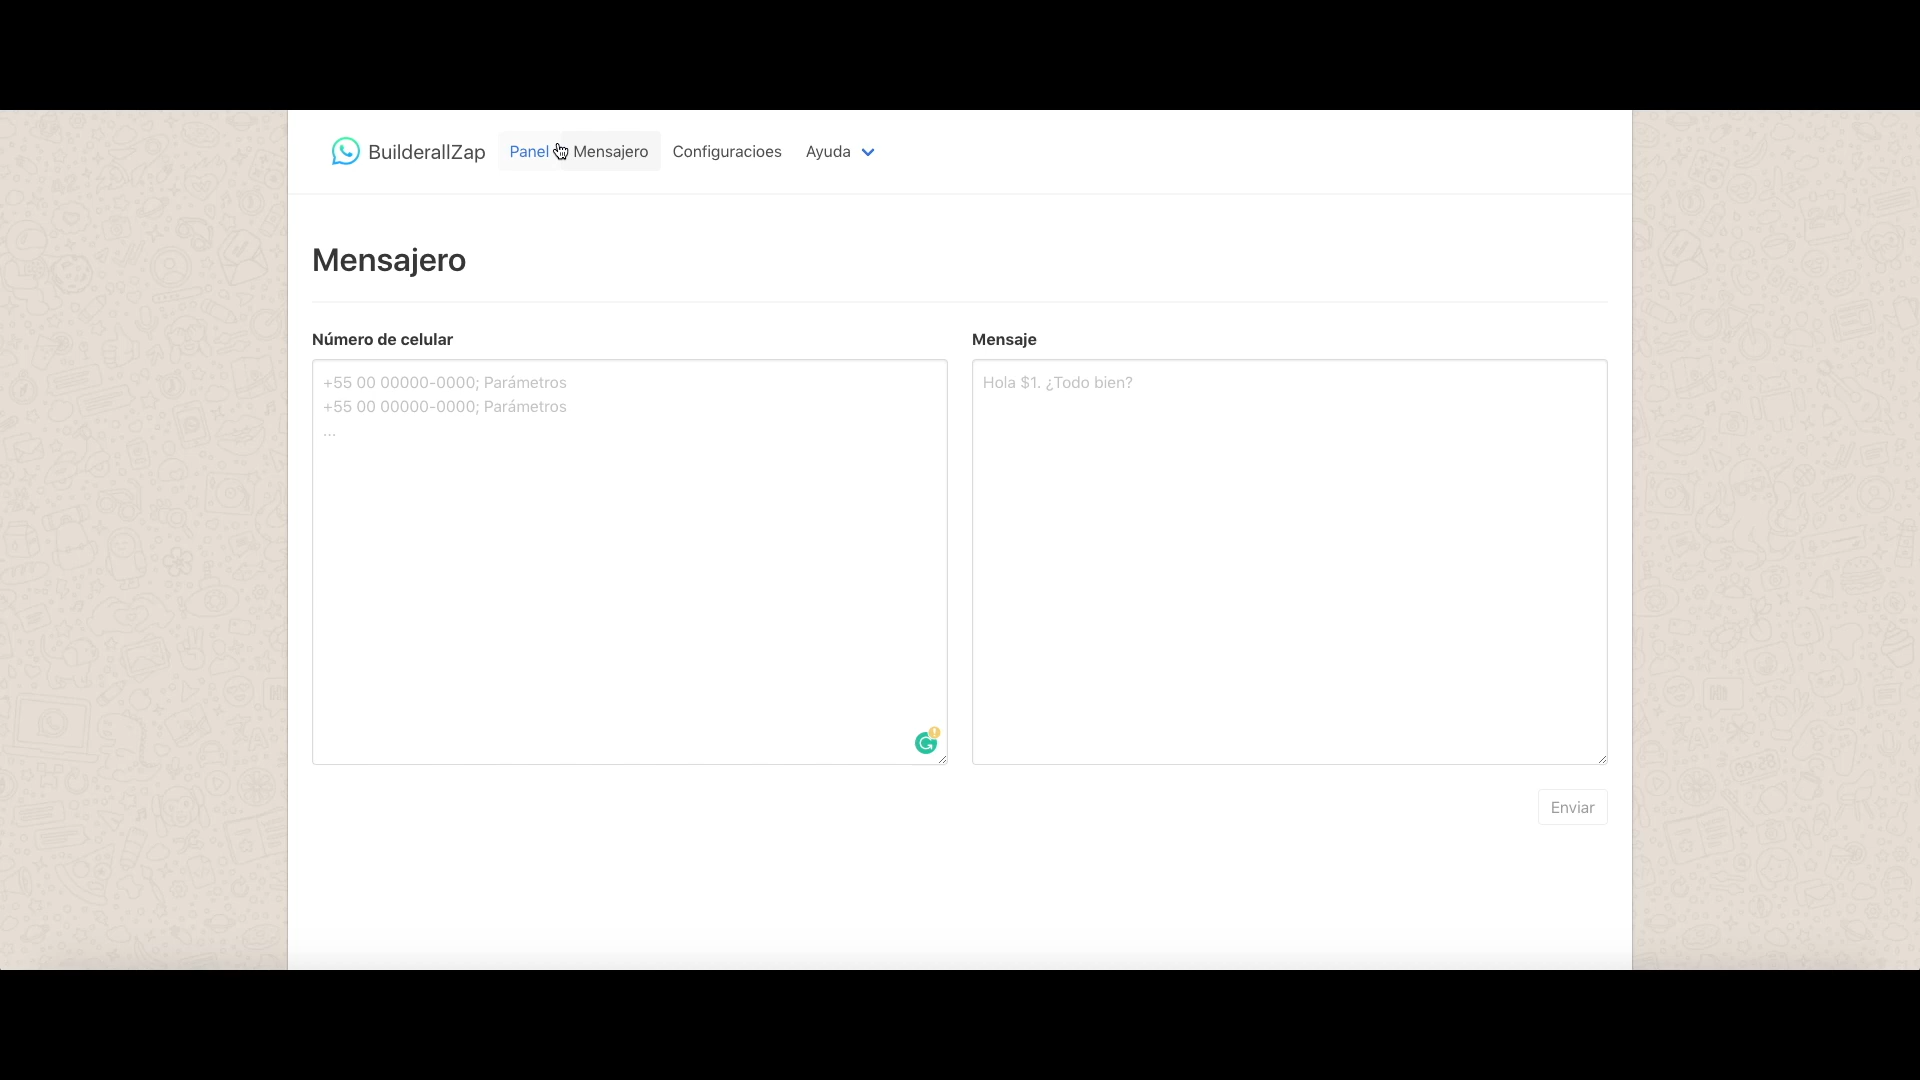 BuilderallZap Panel Mensajero Configuracioes Ayuda
Mensajero
Número de celular
+55 00 00000-0000; Parámetros
+55 00 00000-0000; Parámetros
...
Mensaje
Hola $1. ¿Todo bien?
Enviar